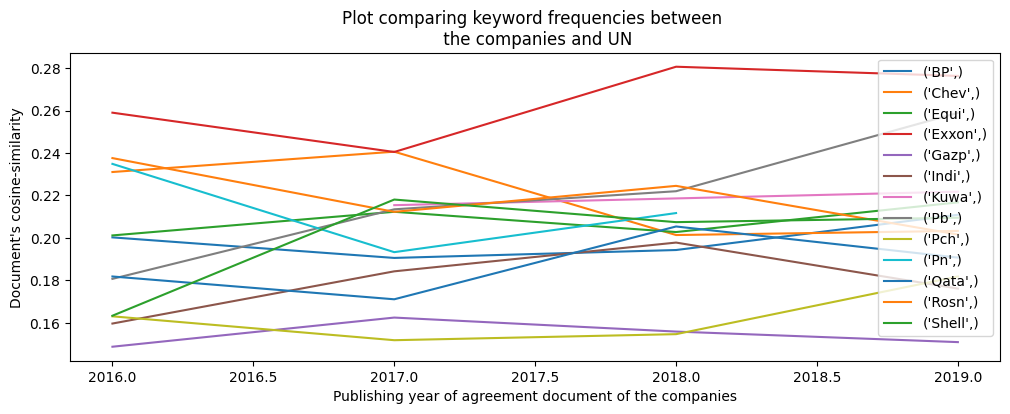 Plot comparing keyword frequencies between
the companies and UN
Document's cosine-similarity
0.28
0.26
0.24
0.22
0.20
0.18
0.16
('BP',)
('Chev',)
('Equi',)
('Exxon',)
('Gazp',)
('Indi',)
('Kuwa',)
('Pb',)
('Pch',)
('Pn',)
('Qata',)
('Rosn',)
('Shell',)
2016.0 2016.5 2017.0 2017.5 2018.0 2018.5 2019.0
Publishing year of agreement document of the companies